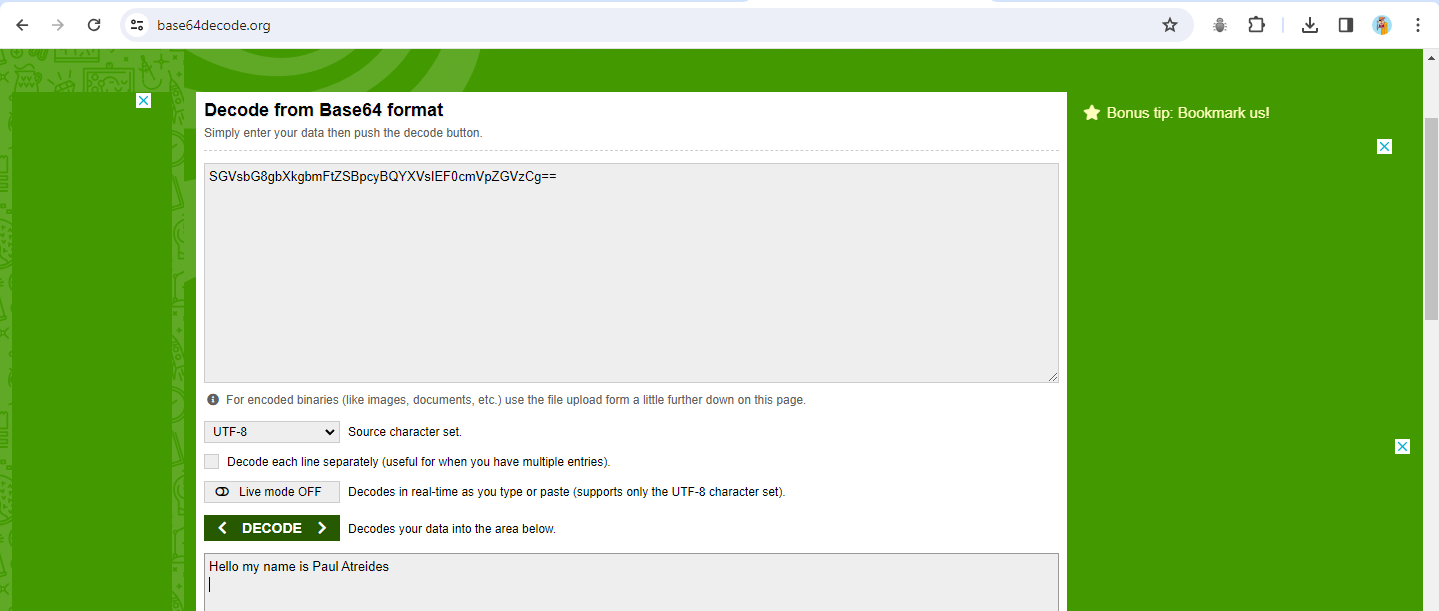 base64decode.org
Decode from Base64 format
Bonus tip: Bookmark us!
Simply enter your data then push the decode button.
SGVsbG8gbXkgbmFtZSBpcyBQYXVsIEF0cmVpZGVzCg==
For encoded binaries (like images, documents, etc.) use the file upload form a little further down on this page.
UTF-8 Source character set.
Decode each line separately (useful for when you have multiple entries).
Live mode OFF Decodes in real-time as you type or paste (supports only the UTF-8 character set).
DECODE Decodes your data into the area below.
Hello my name is Paul Atreides